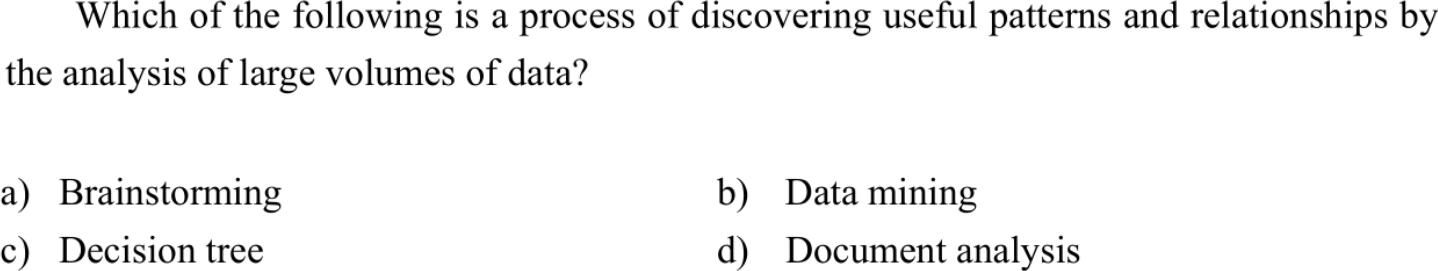 Which of the following is a process of discovering useful patterns and relationships by
the analysis of large volumes of data?
a) Brainstorming b) Data mining
c) Decision tree d) Document analysis